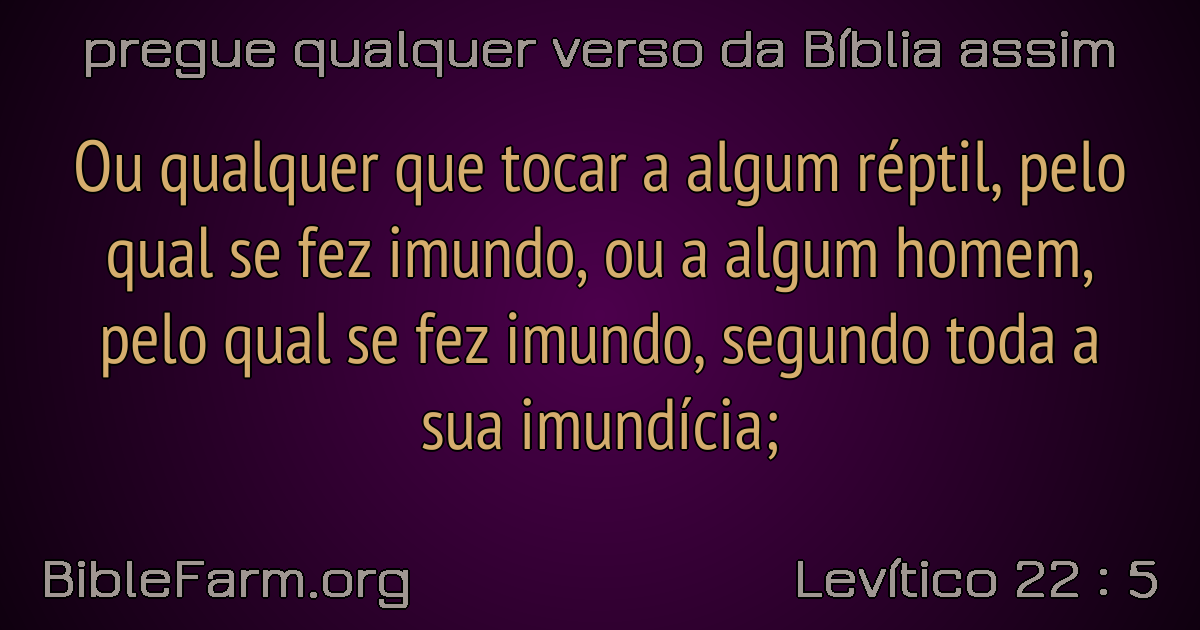 pregue qualquer verso da Bíblia assim
Ou qualquer que tocar a algum réptil, pelo
qual se fez imundo, ou a algum homem,
pelo qual se fez imundo, segundo toda a
sua imundícia;
BibleFarm.org
Levítico 22 : 5